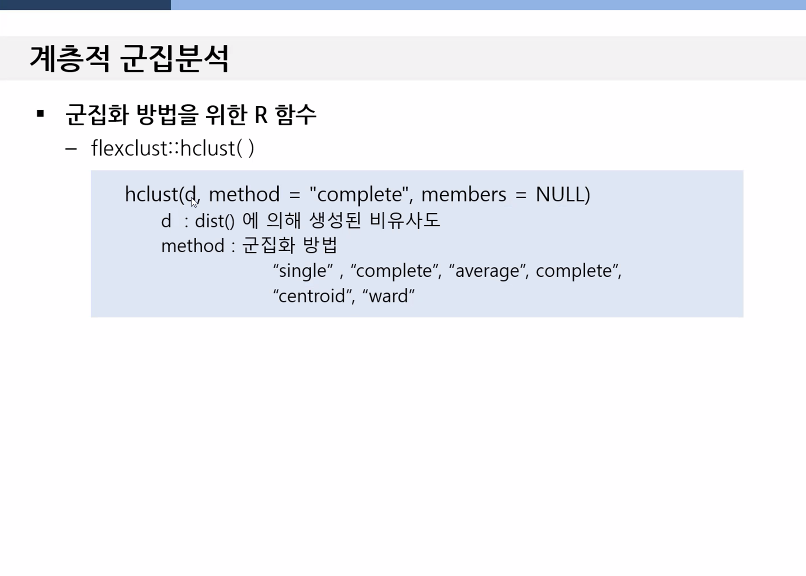 계층적 군집분석
▪ 군집화 방법을 위한 R 함수
– flexclust::hclust( )
hclust(d, method = "complete", members = NULL)
d : dist() 에 의해 생성된 비유사도
method : 군집화 방법
“single” , “complete”, “average”, complete”,
“centroid”, “ward”